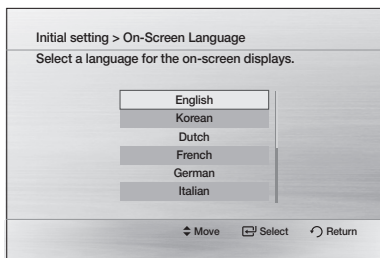 Initial setting > On-Screen Language
Select a language for the on-screen displays.
English
Korean
Dutch
French
German
Italian
Move Select Return